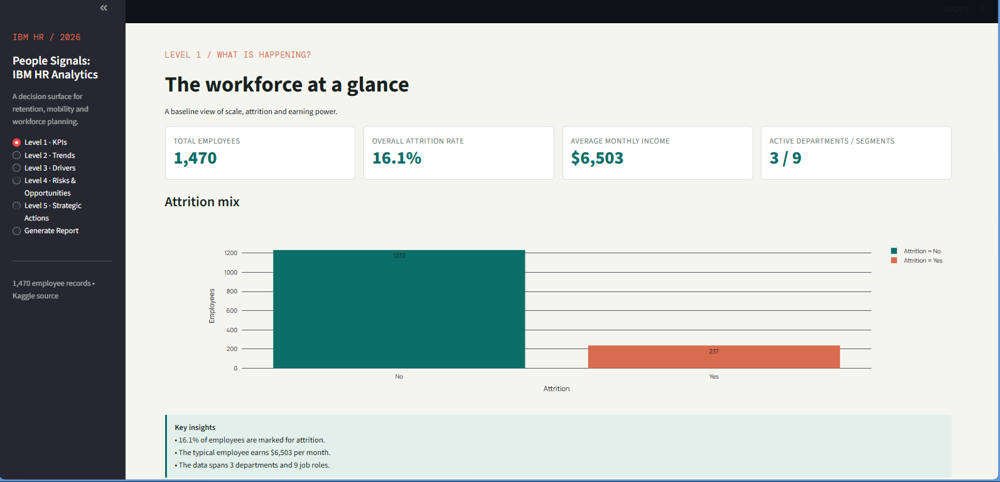 Deploy
IBM HR / 2026
People Signals:
IBM HR Analytics
A decision surface for
retention, mobility and
workforce planning.
Level 1 · KPIs
Level 2 · Trends
Level 3 · Drivers
Level 4 · Risks &
Opportunities
Level 5 · Strategic
Actions
Generate Report
1,470 employee records •
Kaggle source
LEVEL 1 / WHAT IS HAPPENING?
The workforce at a glance
A baseline view of scale, attrition and earning power.
TOTAL EMPLOYEES
1,470
OVERALL ATTRITION RATE
16.1%
AVERAGE MONTHLY INCOME
$6,503
ACTIVE DEPARTMENTS / SEGMENTS
3 / 9
Attrition mix
1200
1000
800
600
400
200
0
Employees
1233
237
No
Yes
Attrition
Attrition = No
Attrition = Yes
Key insights
• 16.1% of employees are marked for attrition.
• The typical employee earns $6,503 per month.
• The data spans 3 departments and 9 job roles.